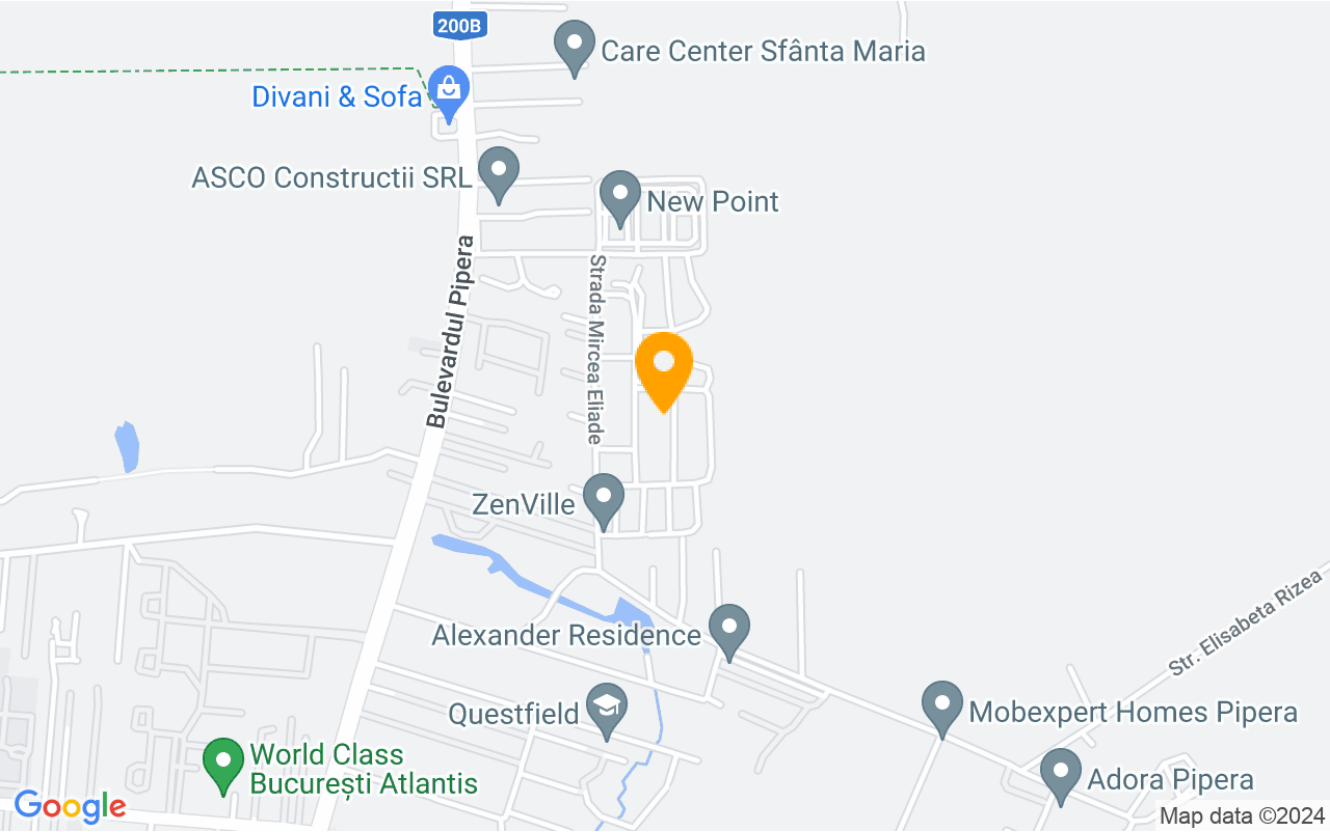 200B
Care Center Sfânta Maria
Divani & Sofa
ASCO Constructii SRL
New Point
Bulevardul Pipera
Strada Mircea Eliade
ZenVille
Str. Elisabeta Rizea
Alexander Residence
Questfield
Mobexpert Homes Pipera
World Class
București Atlantis
Adora Pipera
Google
Map data ©2024